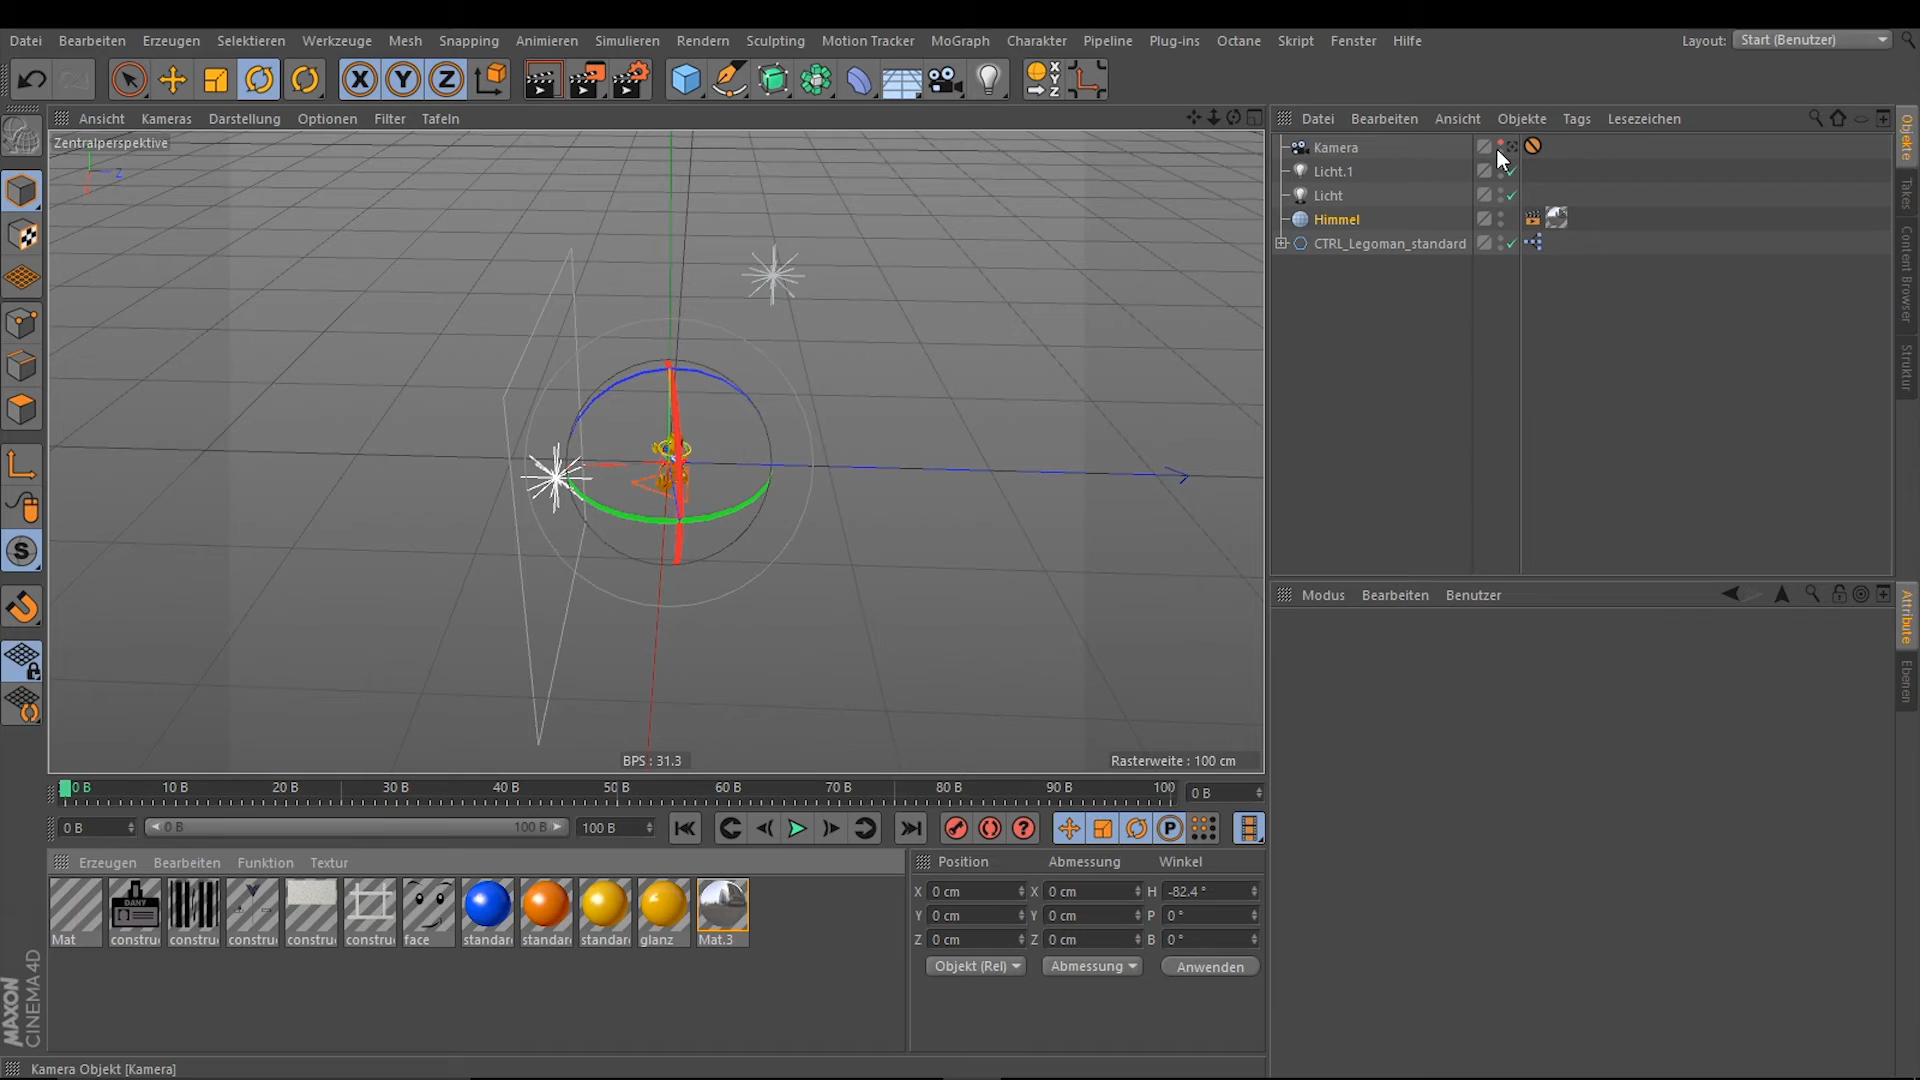 Datei Bearbeiten Erzeugen Selektieren Werkzeuge Mesh Snapping Animieren Simulieren Rendern Sculpting Motion Tracker MoGraph Charakter Pipeline Plug-ins Octane Skript Fenster Hilfe Layout: Start (Benutzer)
X Y Z X Y Z
Ansicht Kameras Darstellung Optionen Filter Tafeln
Zentralperspektive
Z
BPS : 31.3
Rasterweite : 100 cm
Datei Bearbeiten Ansicht Objekte Tags Lesezeichen
Kamera
Licht.1
Licht
Himmel
CTRL_Legoman_standard
Objekte
Takes
Content Browser
Struktur
Modus Bearbeiten Benutzer
Attribute
Ebenen
S
0 B 10 B 20 B 30 B 40 B 50 B 60 B 70 B 80 B 90 B 100 0 B
0 B 0 B 100 B 100 B ? P
Erzeugen Bearbeiten Funktion Textur
DANY
Mat constru constru constru constru constru face standar standar standar glanz Mat.3
Position Abmessung Winkel
X 0 cm X 0 cm H -82.4 °
Y 0 cm Y 0 cm P 0 °
Z 0 cm Z 0 cm B 0 °
Objekt (Rel) Abmessung Anwenden
MAXON
CINEMA 4D
Kamera Objekt [Kamera]